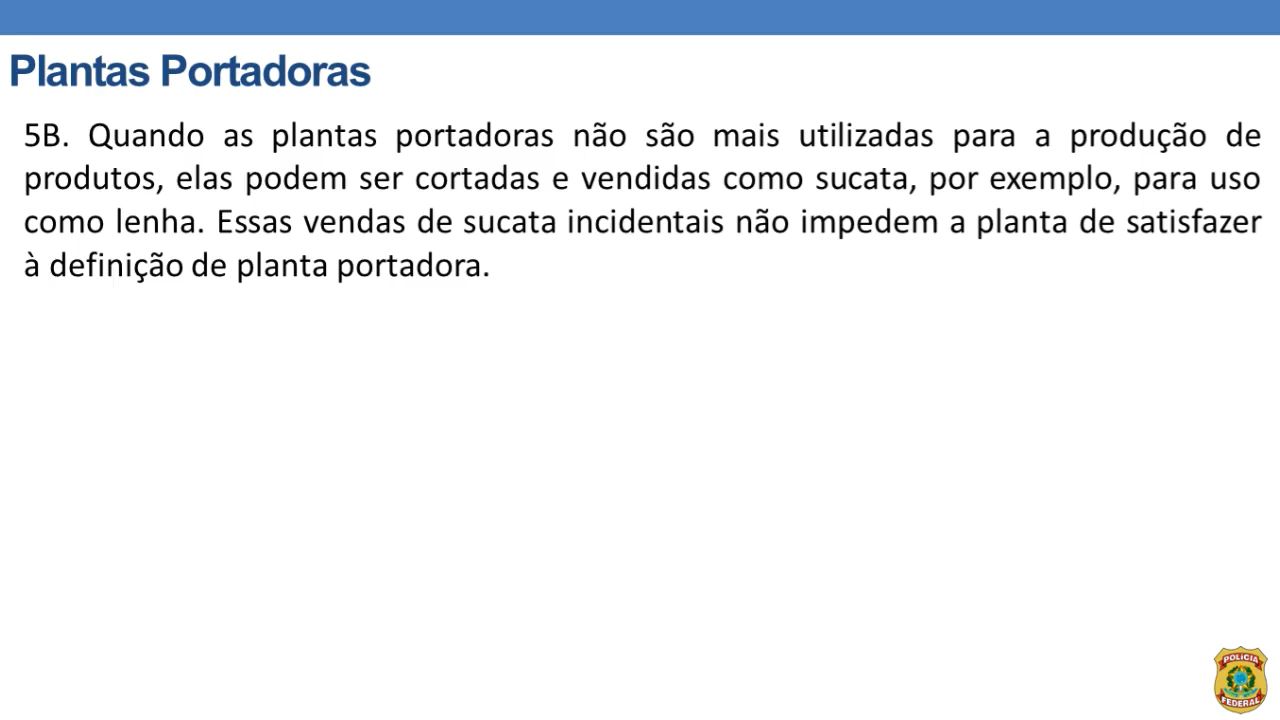 Plantas Portadoras
5B. Quando as plantas portadoras não são mais utilizadas para a produção de
produtos, elas podem ser cortadas e vendidas como sucata, por exemplo, para uso
como lenha. Essas vendas de sucata incidentais não impedem a planta de satisfazer
à definição de planta portadora.
POLÍCIA
FEDERAL